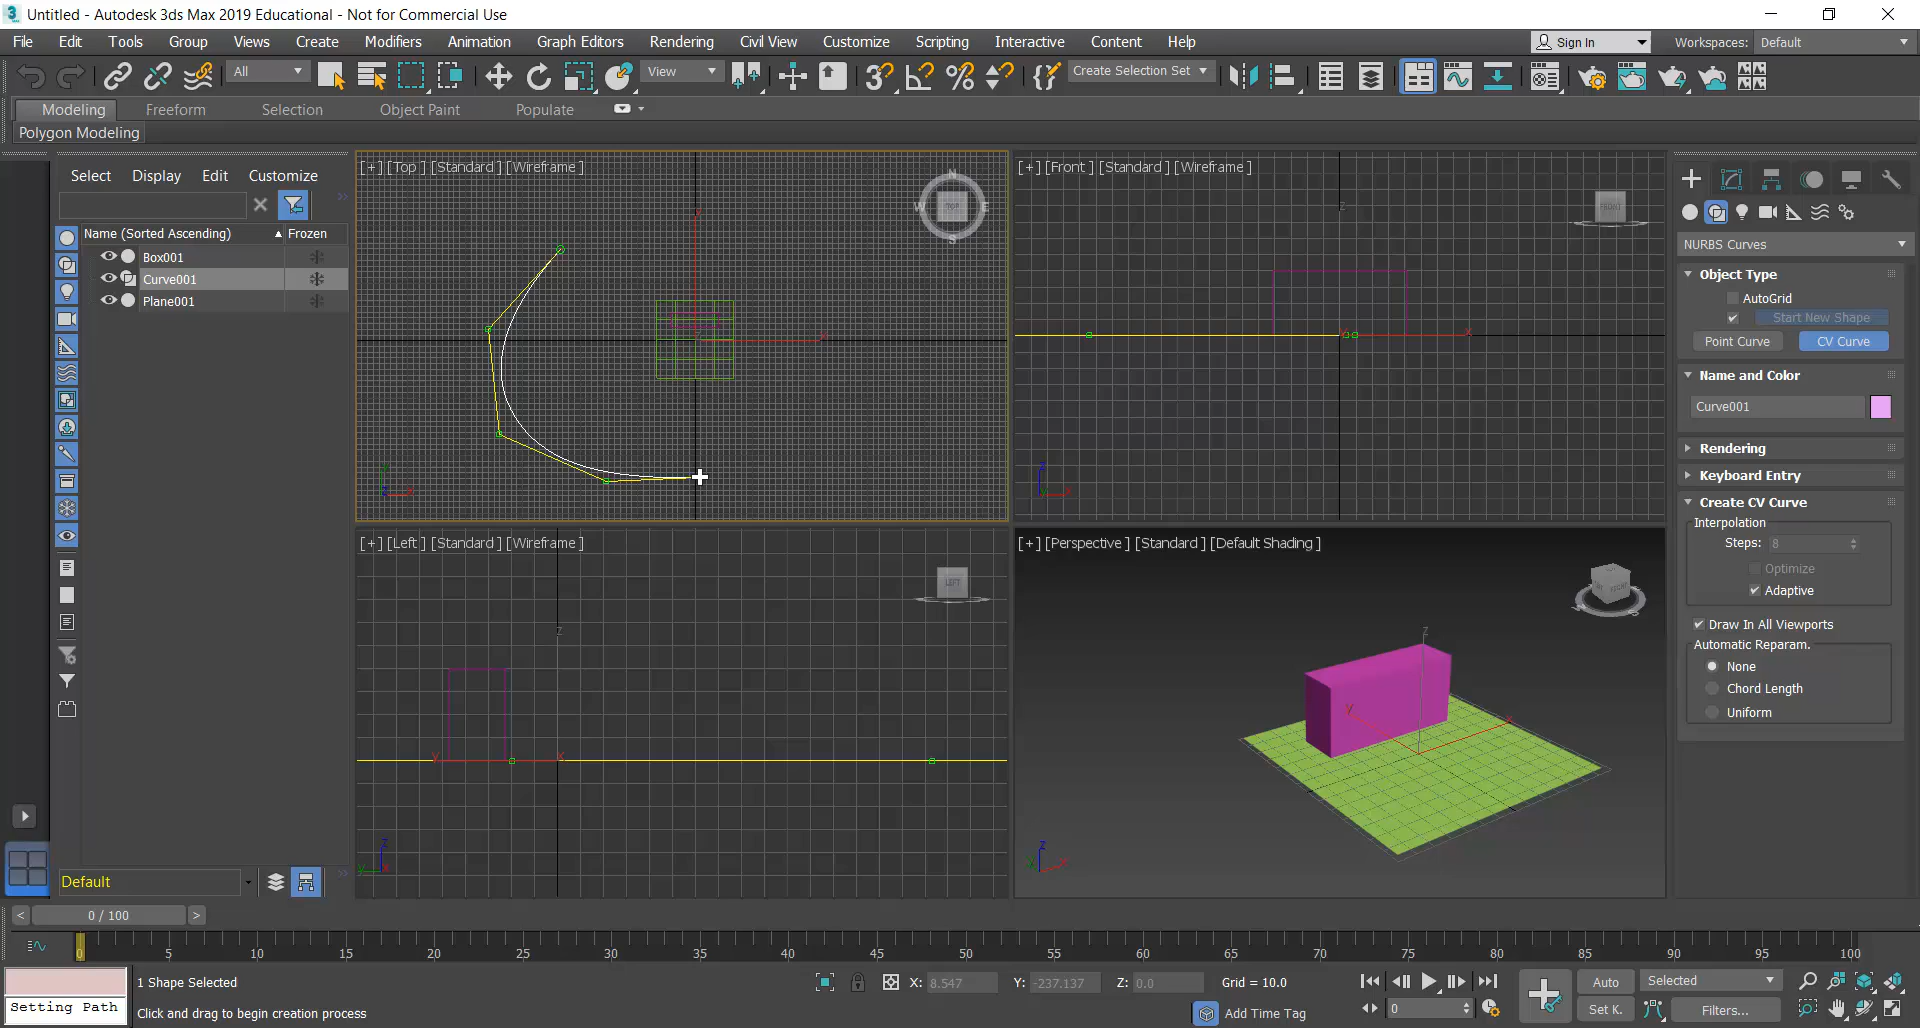 Untitled - Autodesk 3ds Max 2019 Educational - Not for Commercial Use
File Edit Tools Group Views Create Modifiers Animation Graph Editors Rendering Civil View Customize Scripting Interactive Content Help Sign In Workspaces: Default
All View Create Selection Set
Modeling Freeform Selection Object Paint Populate
Polygon Modeling
Select Display Edit Customize
Name (Sorted Ascending) Frozen
Box001
Curve001
Plane001
Default
[+] [Top ] [Standard ] [Wireframe ]
N
W TOP E
S
[+] [Front ] [Standard ] [Wireframe ]
FRONT
[+] [Left ] [Standard ] [Wireframe ]
LEFT
[+] [Perspective ] [Standard ] [Default Shading ]
NURBS Curves
Object Type
AutoGrid
Start New Shape
Point Curve CV Curve
Name and Color
Curve001
Rendering
Keyboard Entry
Create CV Curve
Interpolation
Steps: 8
Optimize
Adaptive
Draw In All Viewports
Automatic Reparam.
None
Chord Length
Uniform
< 0 / 100 >
0 5 10 15 20 25 30 35 40 45 50 55 60 65 70 75 80 85 90 95 100
1 Shape Selected X: 8.547 Y: -237.137 Z: 0.0 Grid = 10.0 Auto Selected
Setting Path Click and drag to begin creation process Add Time Tag 0 Set K. Filters...